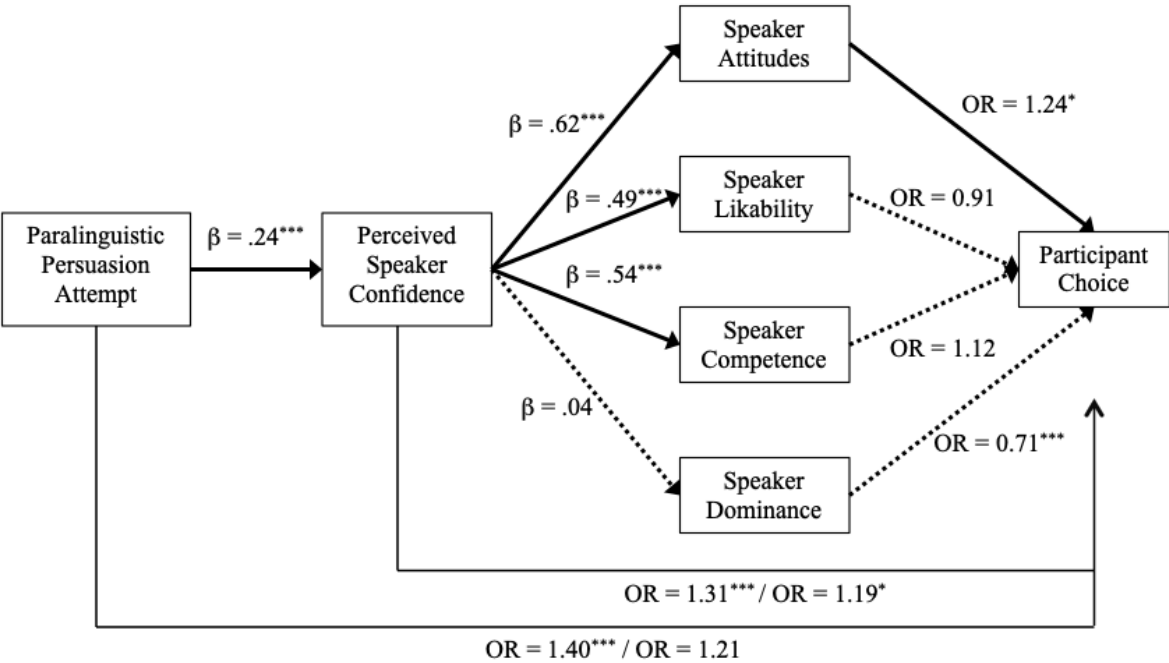 Paralinguistic
Persuasion
Attempt
β = .24***
Perceived
Speaker
Confidence
β = .62***
β = .49***
β = .54***
β = .04
Speaker
Attitudes
Speaker
Likability
Speaker
Competence
Speaker
Dominance
OR = 1.24*
OR = 0.91
OR = 1.12
OR = 0.71***
Participant
Choice
OR = 1.31*** / OR = 1.19*
OR = 1.40*** / OR = 1.21